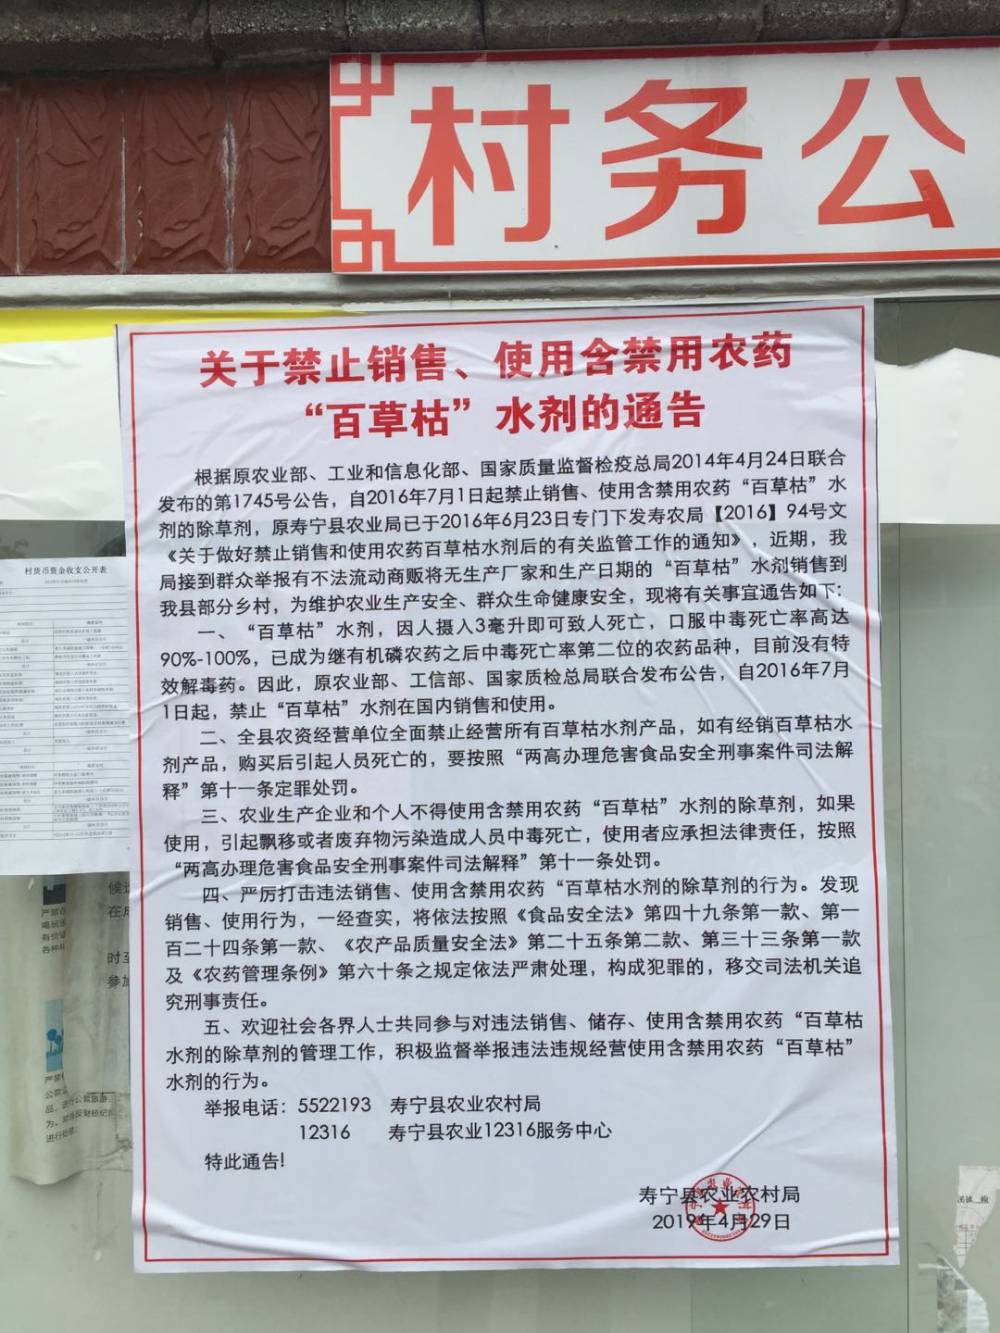 村务公
关于禁止销售、使用含禁用农药
“百草枯”水剂的通告
根据原农业部、工业和信息化部、国家质量监督检疫总局2014年4月24日联合
发布的第1745号公告，自2016年7月1日起禁止销售、使用含禁用农药“百草枯”水
剂的除草剂，原寿宁县农业局已于2016年6月23日专门下发寿农局【2016】94号文
《关于做好禁止销售和使用农药百草枯水剂后的有关监管工作的通知》，近期，我
局接到群众举报有不法流动商贩将无生产厂家和生产日期的“百草枯”水剂销售到
我县部分乡村，为维护农业生产安全、群众生命健康安全，现将有关事宜通告如下：
一、“百草枯”水剂，因人摄入3毫升即可致人死亡，口服中毒死亡率高达
90%-100%，已成为继有机磷农药之后中毒死亡率第二位的农药品种，目前没有特
效解毒药。因此，原农业部、工信部、国家质检总局联合发布公告，自2016年7月
1日起，禁止“百草枯”水剂在国内销售和使用。
二、全县农资经营单位全面禁止经营所有百草枯水剂产品，如有经销百草枯水
剂产品，购买后引起人员死亡的，要按照“两高办理危害食品安全刑事案件司法解
释”第十一条定罪处罚。
三、农业生产企业和个人不得使用含禁用农药“百草枯”水剂的除草剂，如果
使用，引起飘移或者废弃物污染造成人员中毒死亡，使用者应承担法律责任，按照
“两高办理危害食品安全刑事案件司法解释”第十一条处罚。
四、严厉打击违法销售、使用含禁用农药“百草枯水剂的除草剂的行为。发现
销售、使用行为，一经查实，将依法按照《食品安全法》第四十九条第一款、第一
百二十四条第一款、《农产品质量安全法》第二十五条第二款、第三十三条第一款
及《农药管理条例》第六十条之规定依法严肃处理，构成犯罪的，移交司法机关追
究刑事责任。
五、欢迎社会各界人士共同参与对违法销售、储存、使用含禁用农药“百草枯
水剂的除草剂的管理工作，积极监督举报违法违规经营使用含禁用农药“百草枯”
水剂的行为。
举报电话：5522193 寿宁县农业农村局
12316 寿宁县农业12316服务中心
特此通告！
寿宁县农业农村局
2019年4月29日
村货币资金收支公开表